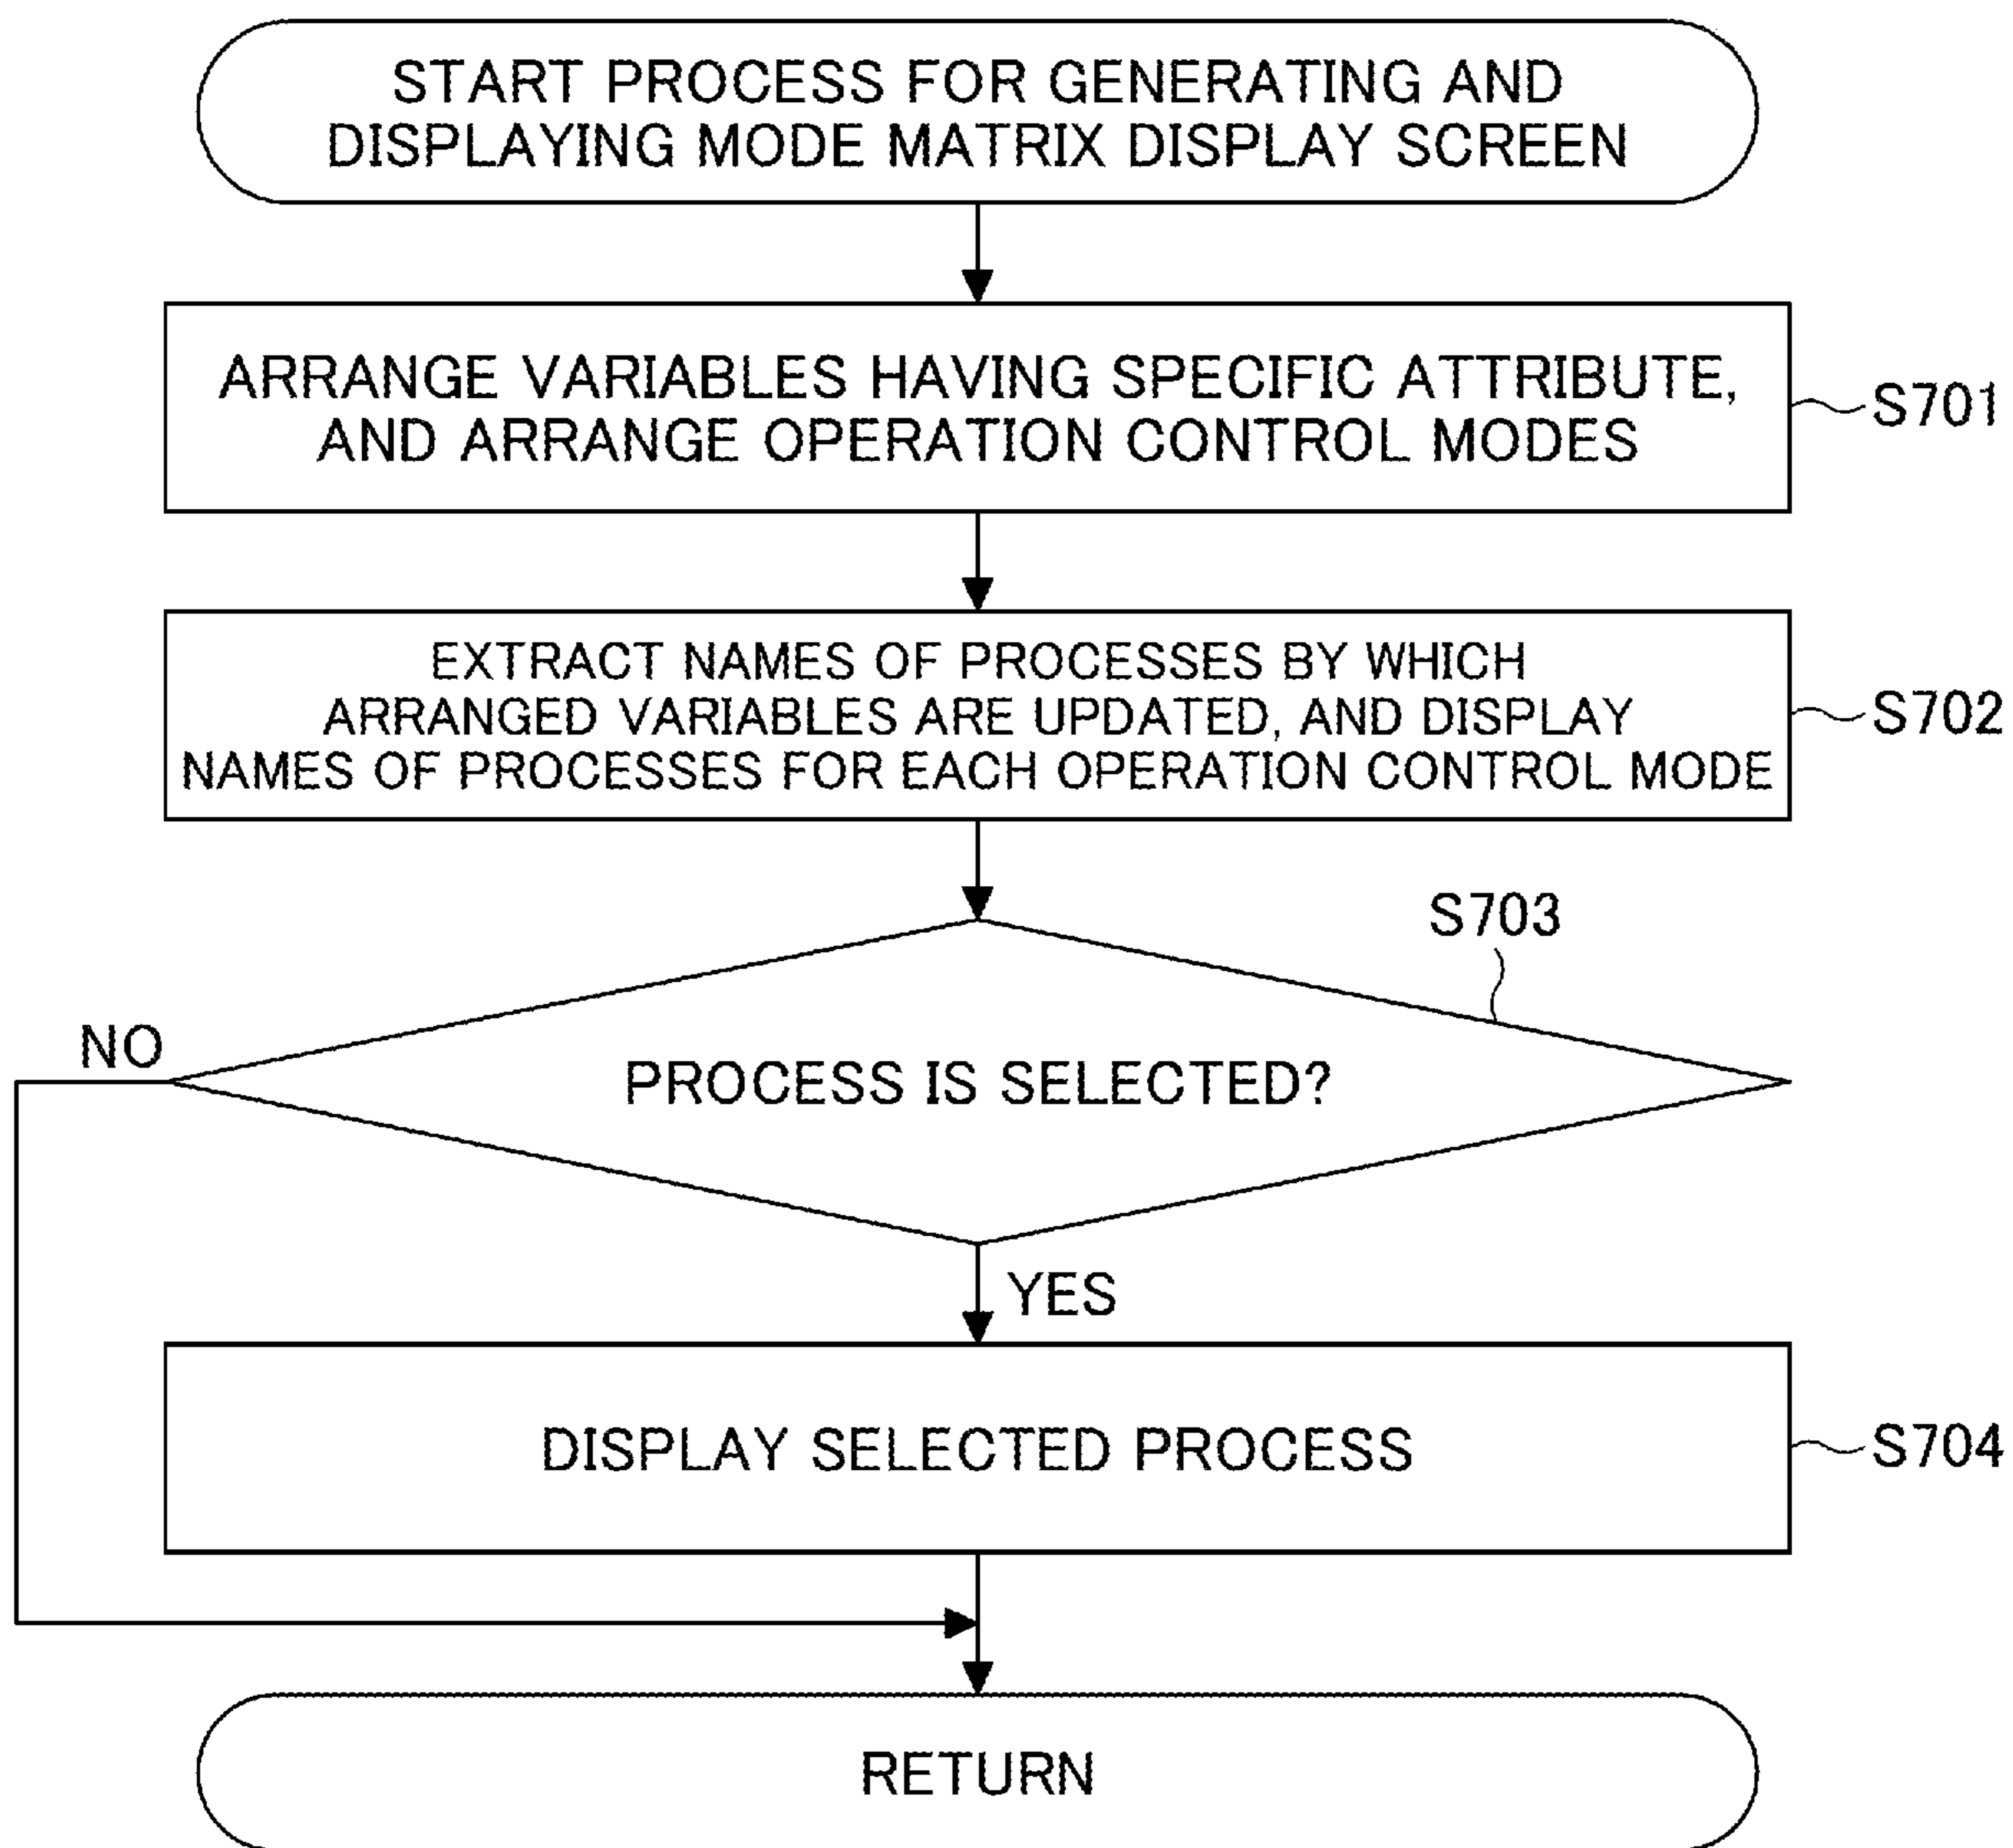 START PROCESS FOR GENERATING AND
DISPLAYING MODE MATRIX DISPLAY SCREEN
ARRANGE VARIABLES HAVING SPECIFIC ATTRIBUTE,
AND ARRANGE OPERATION CONTROL MODES
S701
EXTRACT NAMES OF PROCESSES BY WHICH
ARRANGED VARIABLES ARE UPDATED, AND DISPLAY
NAMES OF PROCESSES FOR EACH OPERATION CONTROL MODE
S702
S703
NO
PROCESS IS SELECTED?
YES
DISPLAY SELECTED PROCESS
S704
RETURN